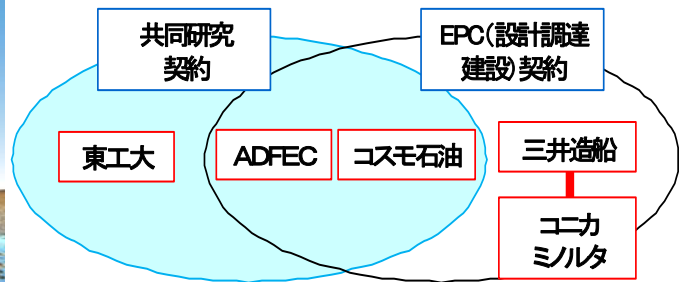 共同研究
契約
EPC(設計調達
建設)契約
東工大
ADFEC
コスモ石油
三井造船
コニカ
ミノルタ